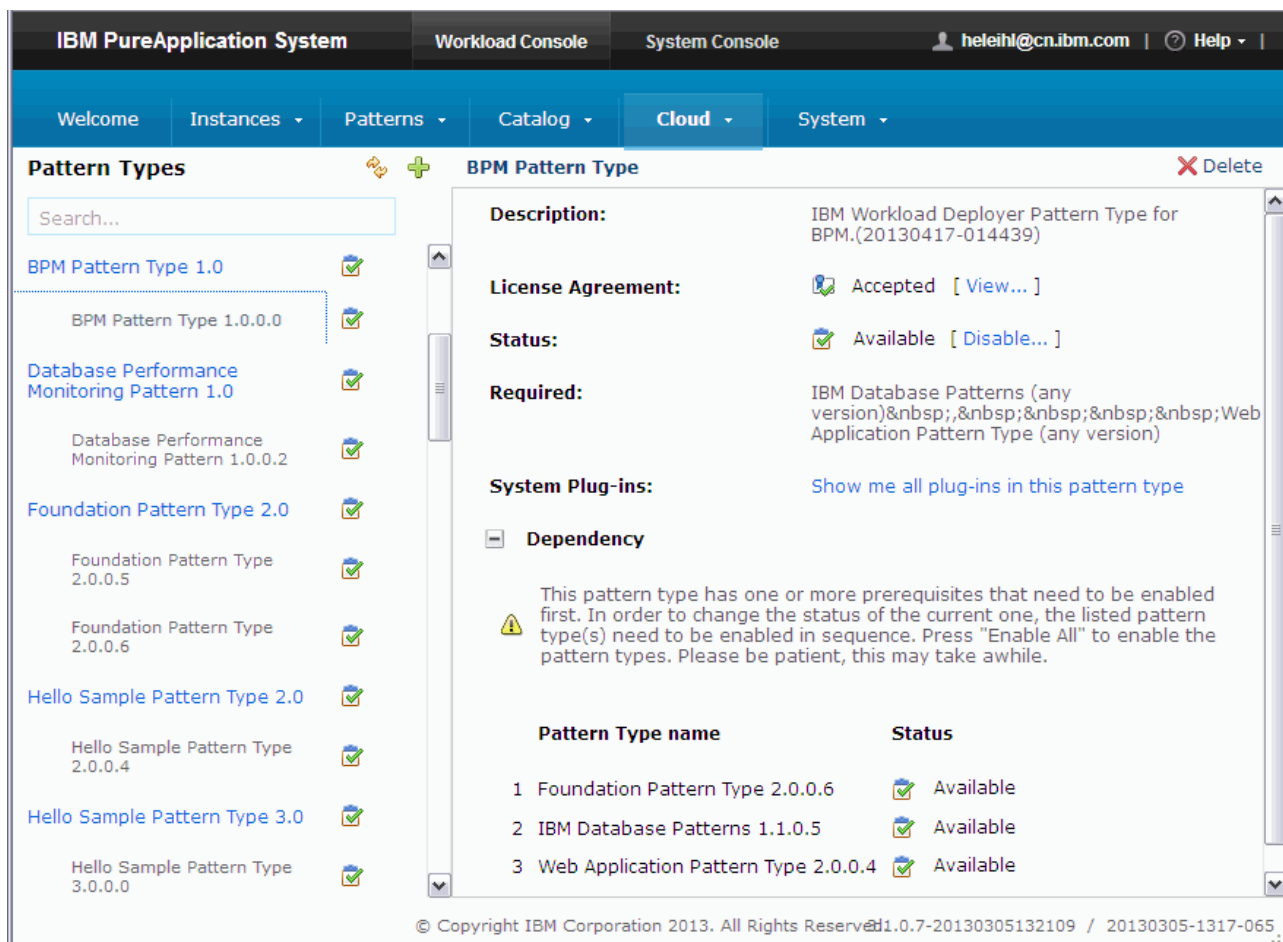 IBM PureApplication System
Workload Console
System Console
heleihl@cn.ibm.com | Help |
Welcome
Instances
Patterns
Catalog
Cloud
System
Pattern Types
Search...
BPM Pattern Type 1.0
BPM Pattern Type 1.0.0.0
Database Performance
Monitoring Pattern 1.0
Database Performance
Monitoring Pattern 1.0.0.2
Foundation Pattern Type 2.0
Foundation Pattern Type
2.0.0.5
Foundation Pattern Type
2.0.0.6
Hello Sample Pattern Type 2.0
Hello Sample Pattern Type
2.0.0.4
Hello Sample Pattern Type 3.0
Hello Sample Pattern Type
3.0.0.0
BPM Pattern Type
Delete
Description:
IBM Workload Deployer Pattern Type for
BPM.(20130417-014439)
License Agreement:
Accepted [ View... ]
Status:
Available [ Disable... ]
Required:
IBM Database Patterns (any
version)&nbsp;,&nbsp;&nbsp;&nbsp;&nbsp;Web
Application Pattern Type (any version)
System Plug-ins:
Show me all plug-ins in this pattern type
Dependency
This pattern type has one or more prerequisites that need to be enabled
first. In order to change the status of the current one, the listed pattern
type(s) need to be enabled in sequence. Press "Enable All" to enable the
pattern types. Please be patient, this may take awhile.
Pattern Type name Status
1 Foundation Pattern Type 2.0.0.6 Available
2 IBM Database Patterns 1.1.0.5 Available
3 Web Application Pattern Type 2.0.0.4 Available
© Copyright IBM Corporation 2013. All Rights Reserved 1.0.7-20130305132109 / 20130305-1317-065